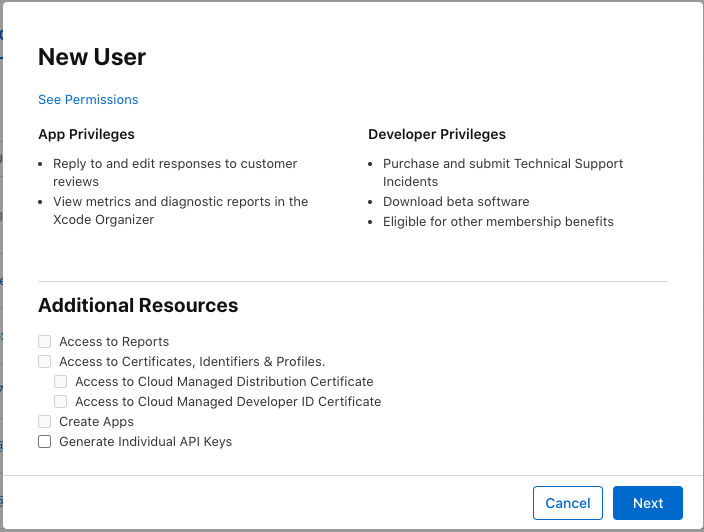 New User
See Permissions
App Privileges
Reply to and edit responses to customer
reviews
View metrics and diagnostic reports in the
Xcode Organizer
Developer Privileges
Purchase and submit Technical Support
Incidents
Download beta software
Eligible for other membership benefits
Additional Resources
Access to Reports
Access to Certificates, Identifiers & Profiles.
Access to Cloud Managed Distribution Certificate
Access to Cloud Managed Developer ID Certificate
Create Apps
Generate Individual API Keys
Cancel
Next